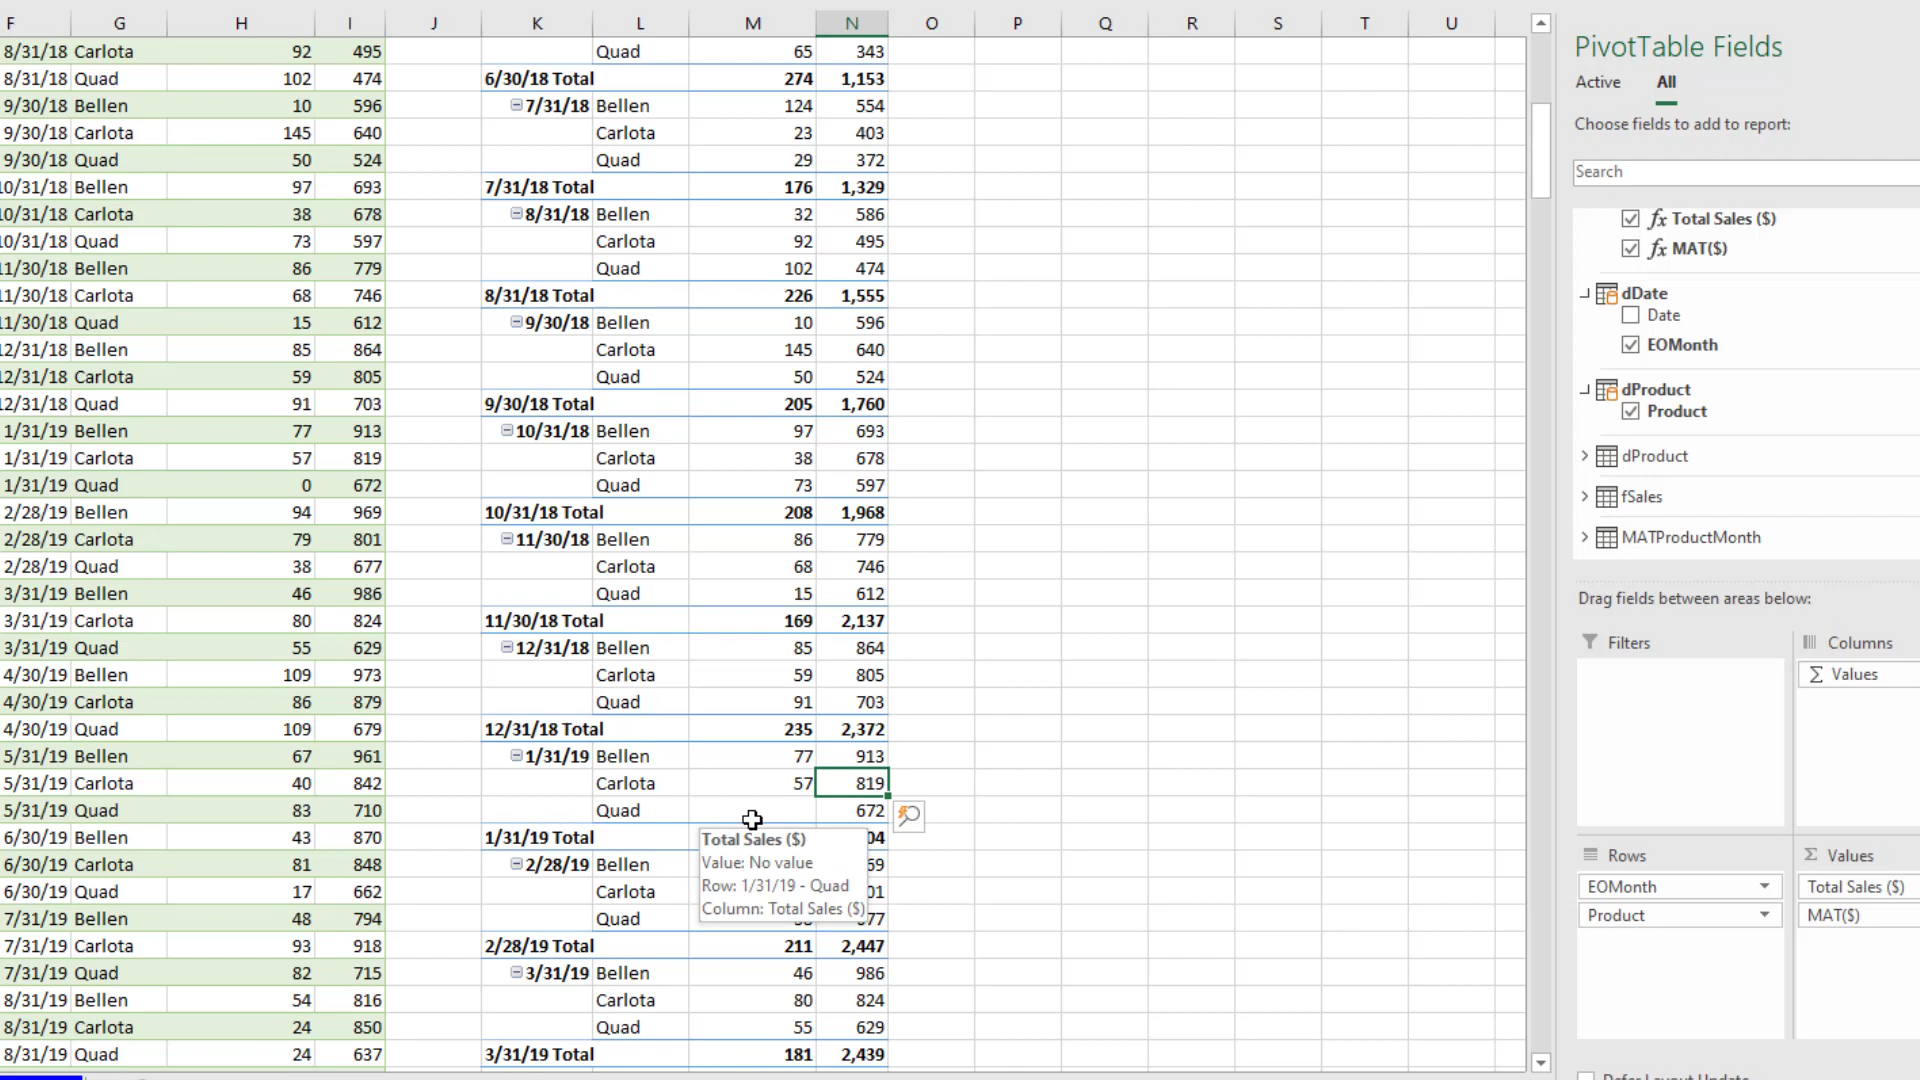 F G H I J K L M N O P Q R S T U
8/31/18 Carlota 92 495 Quad 65 343
8/31/18 Quad 102 474 6/30/18 Total 274 1,153
9/30/18 Bellen 10 596 7/31/18 Bellen 124 554
9/30/18 Carlota 145 640 Carlota 23 403
9/30/18 Quad 50 524 Quad 29 372
10/31/18 Bellen 97 693 7/31/18 Total 176 1,329
10/31/18 Carlota 38 678 8/31/18 Bellen 32 586
10/31/18 Quad 73 597 Carlota 92 495
11/30/18 Bellen 86 779 Quad 102 474
11/30/18 Carlota 68 746 8/31/18 Total 226 1,555
11/30/18 Quad 15 612 9/30/18 Bellen 10 596
12/31/18 Bellen 85 864 Carlota 145 640
12/31/18 Carlota 59 805 Quad 50 524
12/31/18 Quad 91 703 9/30/18 Total 205 1,760
1/31/19 Bellen 77 913 10/31/18 Bellen 97 693
1/31/19 Carlota 57 819 Carlota 38 678
1/31/19 Quad 0 672 Quad 73 597
2/28/19 Bellen 94 969 10/31/18 Total 208 1,968
2/28/19 Carlota 79 801 11/30/18 Bellen 86 779
2/28/19 Quad 38 677 Carlota 68 746
3/31/19 Bellen 46 986 Quad 15 612
3/31/19 Carlota 80 824 11/30/18 Total 169 2,137
3/31/19 Quad 55 629 12/31/18 Bellen 85 864
4/30/19 Bellen 109 973 Carlota 59 805
4/30/19 Carlota 86 879 Quad 91 703
4/30/19 Quad 109 679 12/31/18 Total 235 2,372
5/31/19 Bellen 67 961 1/31/19 Bellen 77 913
5/31/19 Carlota 40 842 Carlota 57 819
5/31/19 Quad 83 710 Quad 672
6/30/19 Bellen 43 870 1/31/19 Total 04
6/30/19 Carlota 81 848 2/28/19 Bellen 69
6/30/19 Quad 17 662 Carlota 01
7/31/19 Bellen 48 794 Quad 77
7/31/19 Carlota 93 918 2/28/19 Total 211 2,447
7/31/19 Quad 82 715 3/31/19 Bellen 46 986
8/31/19 Bellen 54 816 Carlota 80 824
8/31/19 Carlota 24 850 Quad 55 629
8/31/19 Quad 24 637 3/31/19 Total 181 2,439
Total Sales ($)
Value: No value
Row: 1/31/19 - Quad
Column: Total Sales ($)
PivotTable Fields
Active All
Choose fields to add to report:
Search
fx Total Sales ($)
fx MAT($)
dDate
Date
EOMonth
dProduct
Product
dProduct
fSales
MATProductMonth
Drag fields between areas below:
Filters
Columns
Σ Values
Rows
EOMonth
Product
Σ Values
Total Sales ($)
MAT($)
Defer Layout Update